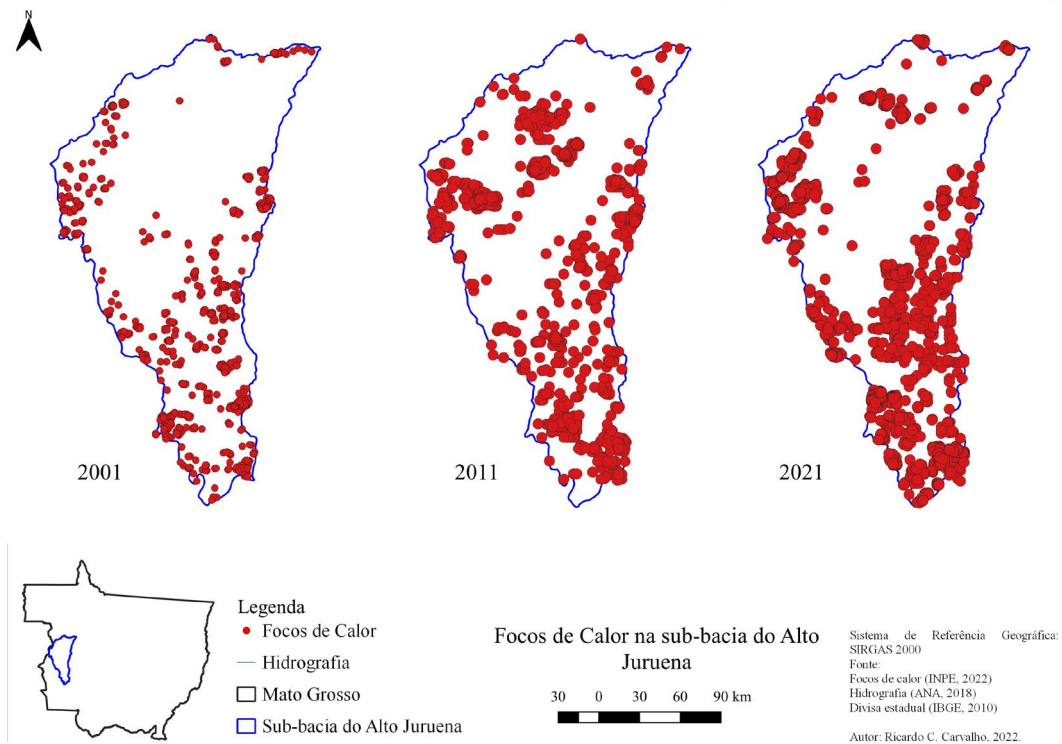 N
2001
2011
2021
Legenda
Focos de Calor
Hidrografia
Mato Grosso
Sub-bacia do Alto Juruena
Focos de Calor na sub-bacia do Alto
Juruena
30 0 30 60 90 km
Sistema de Referência Geográfica:
SIRGAS 2000
Fonte:
Focos de calor (INPE, 2022)
Hidrografia (ANA, 2018)
Divisa estadual (IBGE, 2010)
Autor: Ricardo C. Carvalho, 2022.